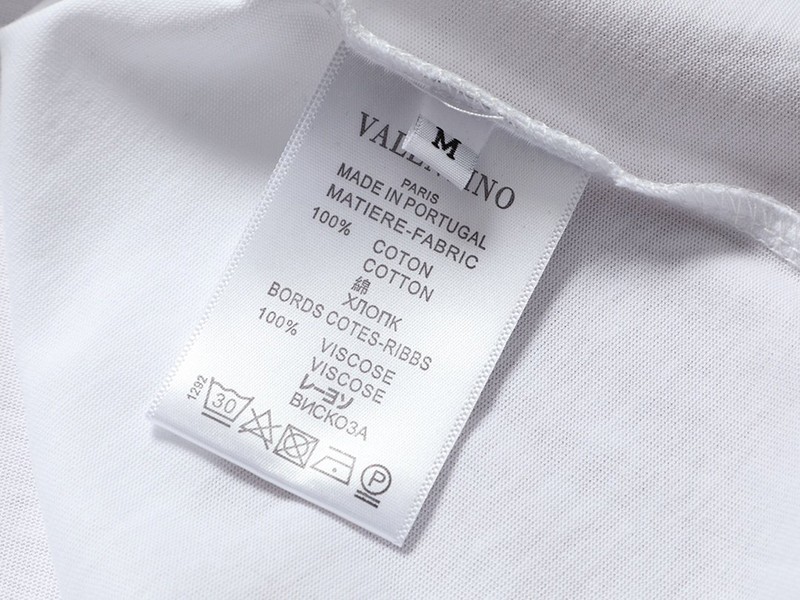 M
VALENTINO
PARIS
MADE IN PORTUGAL
MATIERE-FABRIC
100%
COTON
COTTON
綿
ХЛОПК
BORDS COTES-RIBBS
100%
VISCOSE
VISCOSE
レーヨン
ВИСКОЗА
1292
30
P